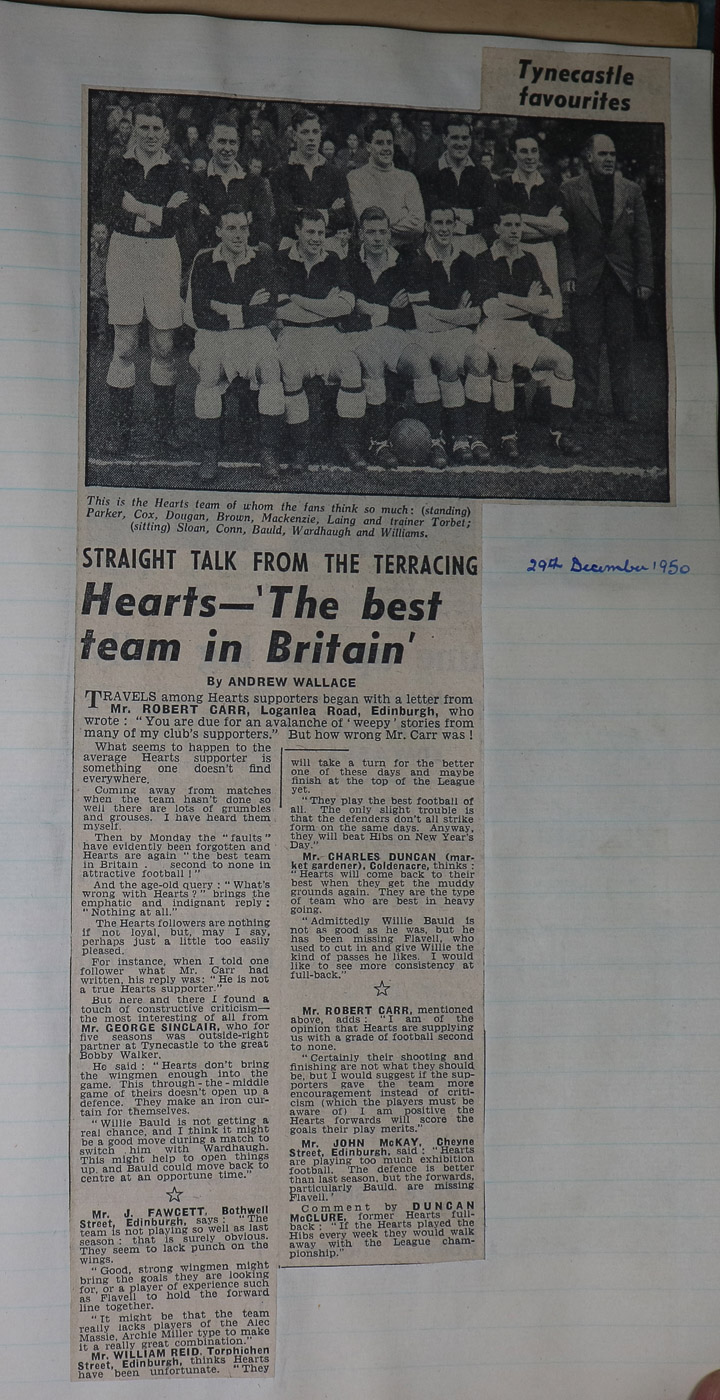 Tynecastle
favourites
This is the Hearts team of whom the fans think so much: (standing)
Parker, Cox, Dougan, Brown, Mackenzie, Laing and trainer Torbet;
(sitting) Sloan, Conn, Bauld, Wardhaugh and Williams.
29th December 1950
STRAIGHT TALK FROM THE TERRACING
Hearts—'The best
team in Britain'
By ANDREW WALLACE
TRAVELS among Hearts supporters began with a letter from
Mr. ROBERT CARR, Loganlea Road, Edinburgh, who
wrote: "You are due for an avalanche of 'weepy' stories from
many of my club's supporters." But how wrong Mr. Carr was!
What seems to happen to the
average Hearts supporter is
something one doesn't find
everywhere.
Coming away from matches
when the team hasn't done so
well there are lots of grumbles
and grouses. I have heard them
myself.
Then by Monday the "faults"
have evidently been forgotten and
Hearts are again "the best team
in Britain . second to none in
attractive football!"
And the age-old query: "What's
wrong with Hearts?" brings the
emphatic and indignant reply:
"Nothing at all."
The Hearts followers are nothing
if not loyal, but, may I say,
perhaps just a little too easily
pleased.
For instance, when I told one
follower what Mr. Carr had
written, his reply was: "He is not
a true Hearts supporter."
But here and there I found a
touch of constructive criticism—
the most interesting of all from
Mr. GEORGE SINCLAIR, who for
five seasons was outside-right
partner at Tynecastle to the great
Bobby Walker.
He said: "Hearts don't bring
the wingmen enough into the
game. This through-the-middle
game of theirs doesn't open up a
defence. They make an iron cur-
tain for themselves.
"Willie Bauld is not getting a
real chance, and I think it might
be a good move during a match to
switch him with Wardhaugh.
This might help to open things
up, and Bauld could move back to
centre at an opportune time."
Mr. J. FAWCETT, Bothwell
Street, Edinburgh, says: "The
team is not playing so well as last
season: that is surely obvious.
They seem to lack punch on the
wings.
"Good, strong wingmen might
bring the goals they are looking
for, or a player of experience such
as Flavell to hold the forward
line together.
"It might be that the team
really lacks players of the Alec
Massie, Archie Miller type to make
it a really great combination."
Mr. WILLIAM REID, Torphichen
Street, Edinburgh, thinks Hearts
have been unfortunate. "They
will take a turn for the better
one of these days and maybe
finish at the top of the League
yet.
"They play the best football of
all. The only slight trouble is
that the defenders don't all strike
form on the same days. Anyway,
they will beat Hibs on New Year's
Day."
Mr. CHARLES DUNCAN (mar-
ket gardener), Goldenacre, thinks:
"Hearts will come back to their
best when they get the muddy
grounds again. They are the type
of team who are best in heavy
going.
"Admittedly Willie Bauld is
not as good as he was, but he
has been missing Flavell, who
used to cut in and give Willie the
kind of passes he likes. I would
like to see more consistency at
full-back."
Mr. ROBERT CARR, mentioned
above, adds: "I am of the
opinion that Hearts are supplying
us with a grade of football second
to none.
"Certainly their shooting and
finishing are not what they should
be, but I would suggest if the sup-
porters gave the team more
encouragement instead of criti-
cism (which the players must be
aware of) I am positive the
Hearts forwards will score the
goals their play merits."
Mr. JOHN McKAY, Cheyne
Street, Edinburgh, said: "Hearts
are playing too much exhibition
football. The defence is better
than last season, but the forwards,
particularly Bauld, are missing
Flavell.'
Comment by DUNCAN
McCLURE, former Hearts full-
back: "If the Hearts played the
Hibs every week they would walk
away with the League cham-
pionship."